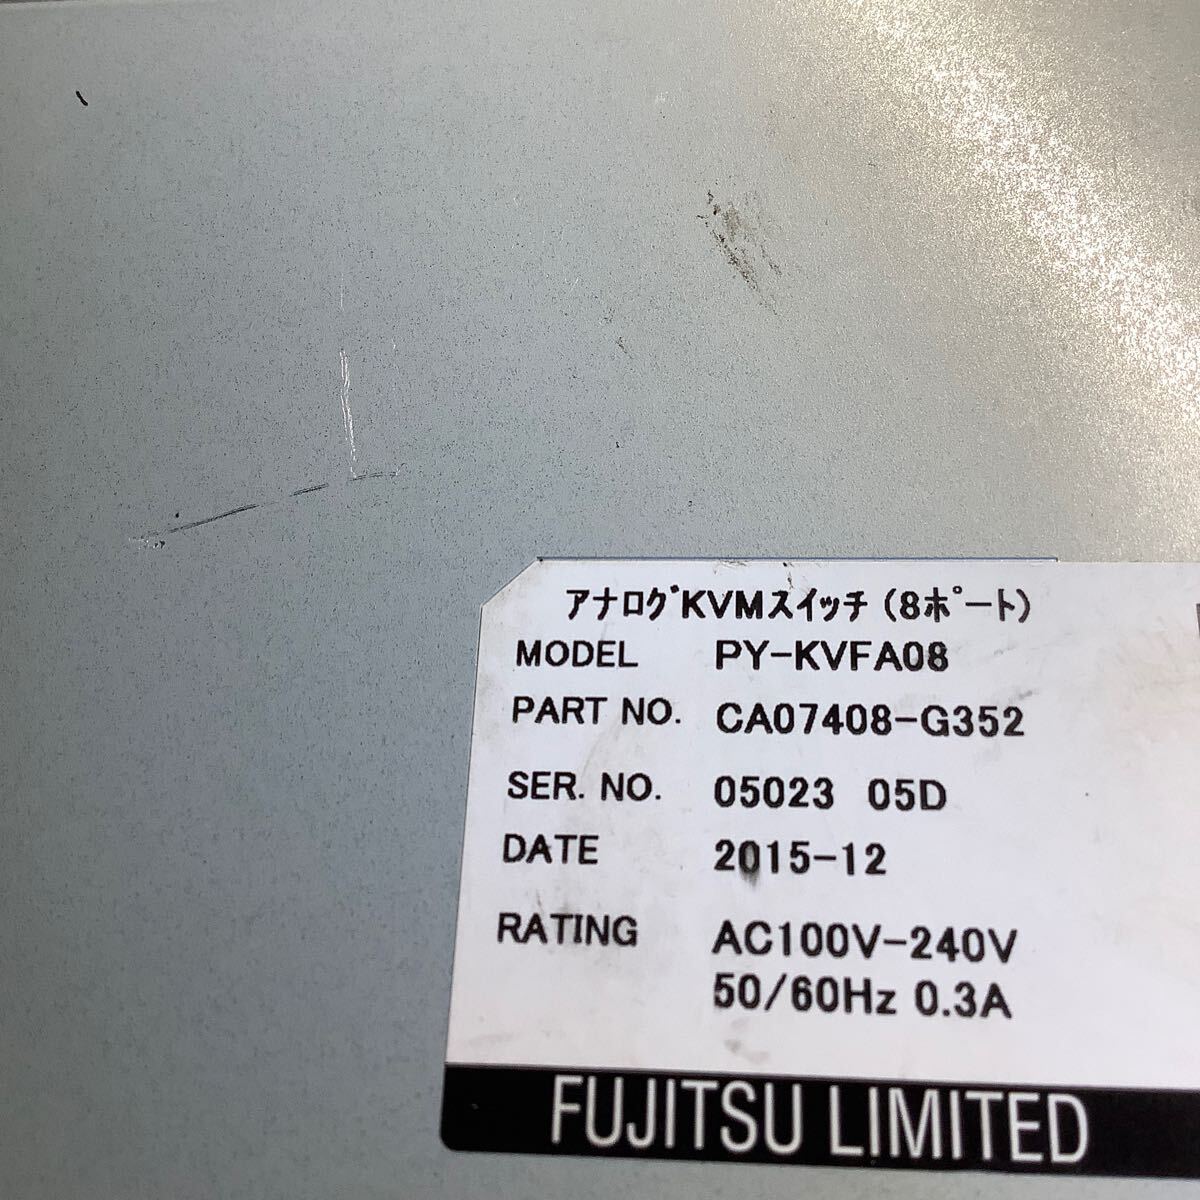 アナログKVMスイッチ(8ポート)
MODEL PY-KVFA08
PART NO. CA07408-G352
SER. NO. 05023 05D
DATE 2015-12
RATING AC100V-240V
50/60Hz 0.3A
FUJITSU LIMITED